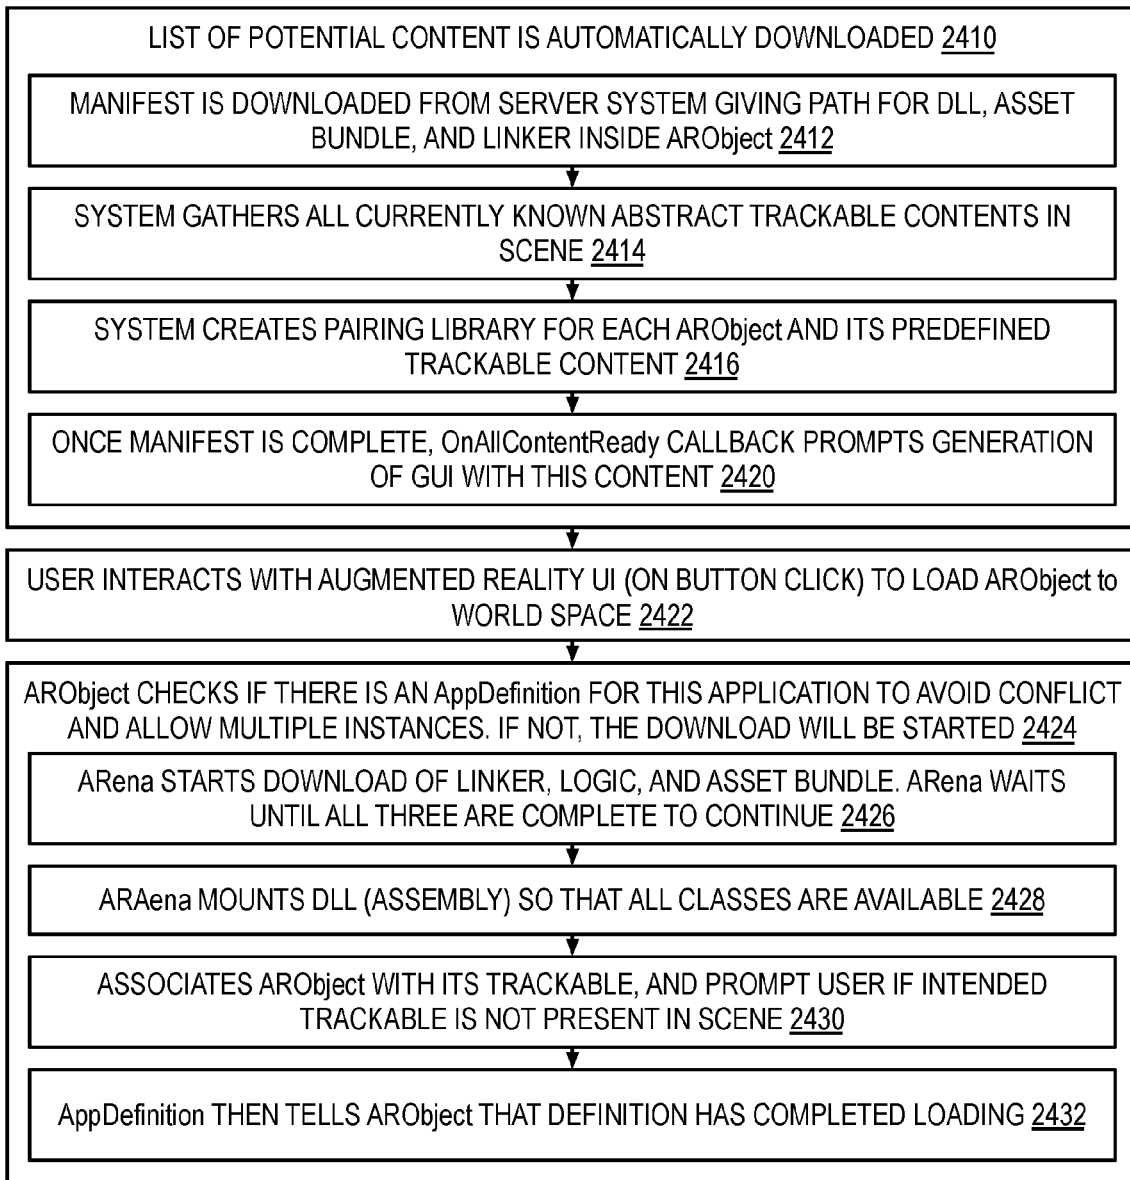 LIST OF POTENTIAL CONTENT IS AUTOMATICALLY DOWNLOADED 2410
MANIFEST IS DOWNLOADED FROM SERVER SYSTEM GIVING PATH FOR DLL, ASSET
BUNDLE, AND LINKER INSIDE ARObject 2412
SYSTEM GATHERS ALL CURRENTLY KNOWN ABSTRACT TRACKABLE CONTENTS IN
SCENE 2414
SYSTEM CREATES PAIRING LIBRARY FOR EACH ARObject AND ITS PREDEFINED
TRACKABLE CONTENT 2416
ONCE MANIFEST IS COMPLETE, OnAllContentReady CALLBACK PROMPTS GENERATION
OF GUI WITH THIS CONTENT 2420
USER INTERACTS WITH AUGMENTED REALITY UI (ON BUTTON CLICK) TO LOAD ARObject to
WORLD SPACE 2422
ARObject CHECKS IF THERE IS AN AppDefinition FOR THIS APPLICATION TO AVOID CONFLICT
AND ALLOW MULTIPLE INSTANCES. IF NOT, THE DOWNLOAD WILL BE STARTED 2424
ARena STARTS DOWNLOAD OF LINKER, LOGIC, AND ASSET BUNDLE. ARena WAITS
UNTIL ALL THREE ARE COMPLETE TO CONTINUE 2426
ARAena MOUNTS DLL (ASSEMBLY) SO THAT ALL CLASSES ARE AVAILABLE 2428
ASSOCIATES ARObject WITH ITS TRACKABLE, AND PROMPT USER IF INTENDED
TRACKABLE IS NOT PRESENT IN SCENE 2430
AppDefinition THEN TELLS ARObject THAT DEFINITION HAS COMPLETED LOADING 2432